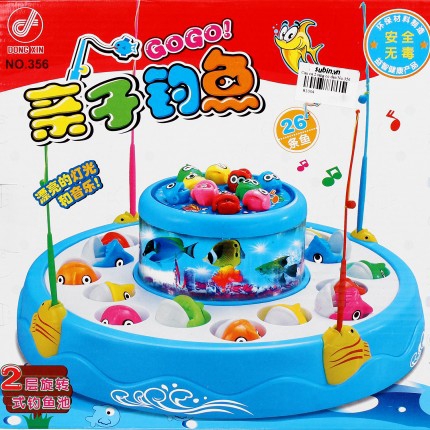 DONG XIN
NO.356
GOGO!
亲子钓鱼
环保材料制造
安全
无毒
subin.vn
26
条鱼
漂亮的灯光
和音乐!
2层旋转
式钓鱼池